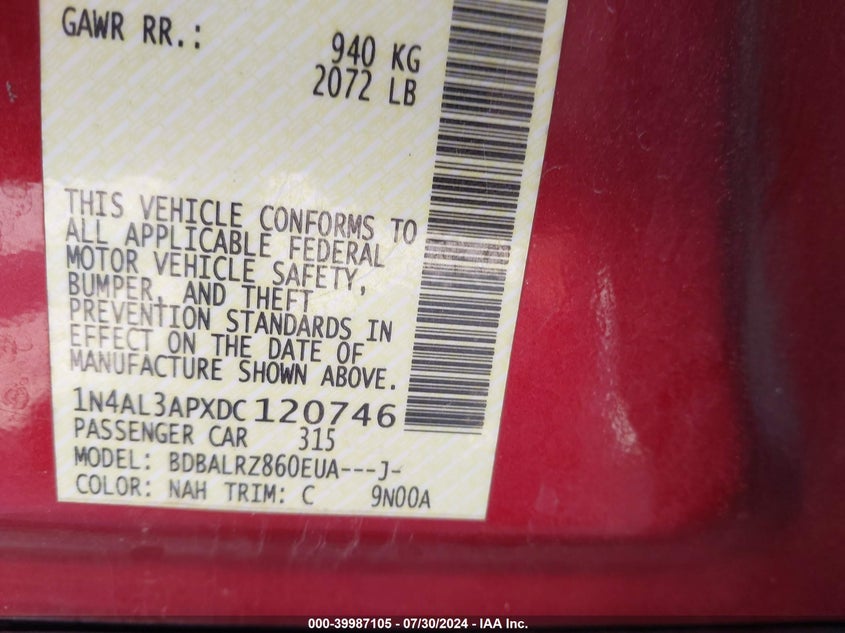 GAWR RR.: 940 KG
2072 LB
THIS VEHICLE CONFORMS TO
ALL APPLICABLE FEDERAL
MOTOR VEHICLE SAFETY,
BUMPER, AND THEFT
PREVENTION STANDARDS IN
EFFECT ON THE DATE OF
MANUFACTURE SHOWN ABOVE.
1N4AL3APXDC120746
PASSENGER CAR 315
MODEL: BDBALRZ860EUA---J-
COLOR: NAH TRIM: C 9N00A
000-39987105 - 07/30/2024 - IAA Inc.